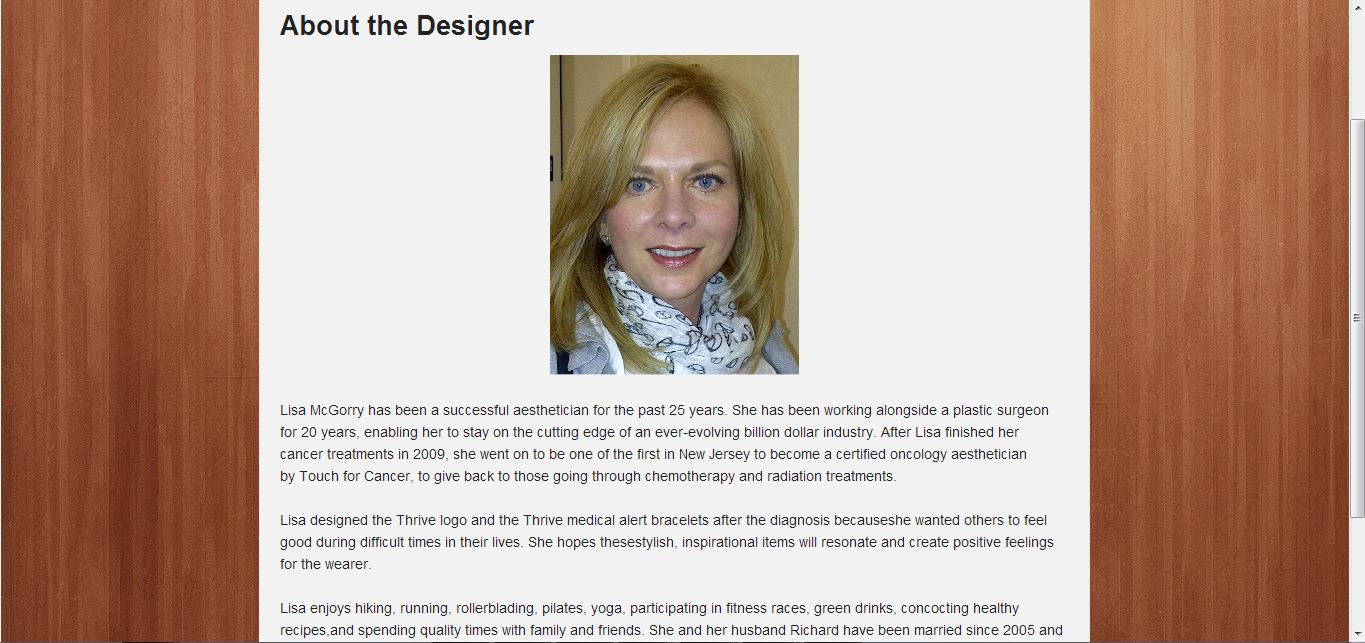 About the Designer
Lisa McGorry has been a successful aesthetician for the past 25 years. She has been working alongside a plastic surgeon
for 20 years, enabling her to stay on the cutting edge of an ever-evolving billion dollar industry. After Lisa finished her
cancer treatments in 2009, she went on to be one of the first in New Jersey to become a certified oncology aesthetician
by Touch for Cancer, to give back to those going through chemotherapy and radiation treatments.
Lisa designed the Thrive logo and the Thrive medical alert bracelets after the diagnosis becauseshe wanted others to feel
good during difficult times in their lives. She hopes thesestylish, inspirational items will resonate and create positive feelings
for the wearer.
Lisa enjoys hiking, running, rollerblading, pilates, yoga, participating in fitness races, green drinks, concocting healthy
recipes,and spending quality times with family and friends. She and her husband Richard have been married since 2005 and